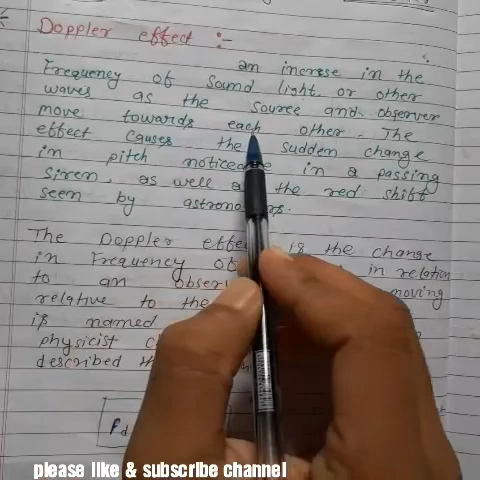 Doppler effect :-
an increse in the
Frequency of sound light or other
waves as the source and observer
move towards each other. The
effect causes the sudden change
in pitch noticeable in a passing
siren, as well as the red shift
seen by astronomers.
The Doppler effect is the change
in Frequency of in relation
to an observer moving
relative to the
is named
physicist
described
please like & subscribe channel